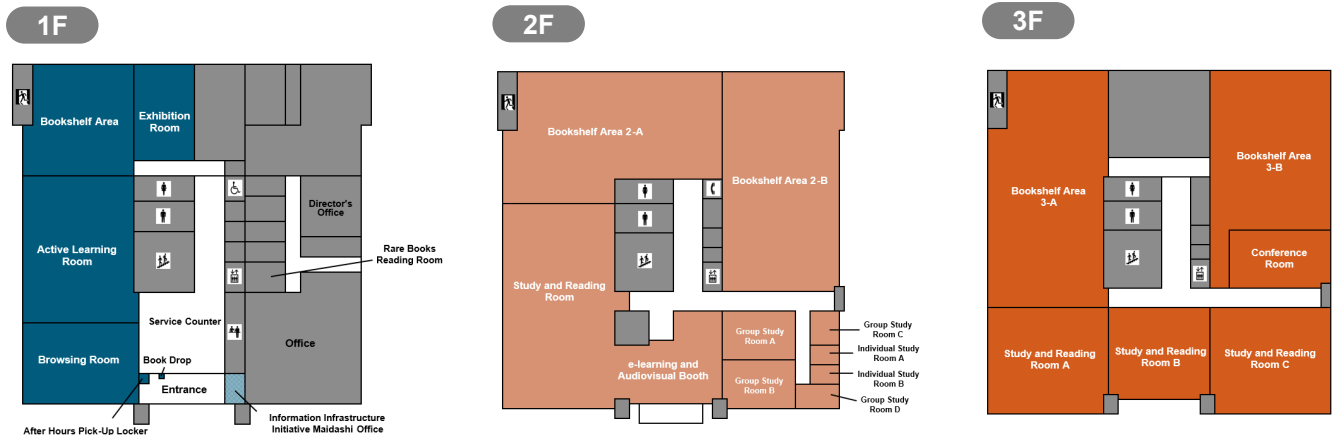 1F
2F
3F
Bookshelf Area
Exhibition
Room
Active Learning
Room
Director's
Office
Rare Books
Reading Room
Service Counter
Office
Browsing Room
Book Drop
Entrance
After Hours Pick-Up Locker
Information Infrastructure
Initiative Maidashi Office
Bookshelf Area 2-A
Bookshelf Area 2-B
Study and Reading
Room
e-learning and
Audiovisual Booth
Group Study
Room A
Group Study
Room B
Group Study
Room C
Individual Study
Room A
Individual Study
Room B
Group Study
Room D
Bookshelf Area
3-A
Bookshelf Area
3-B
Conference
Room
Study and Reading
Room A
Study and Reading
Room B
Study and Reading
Room C